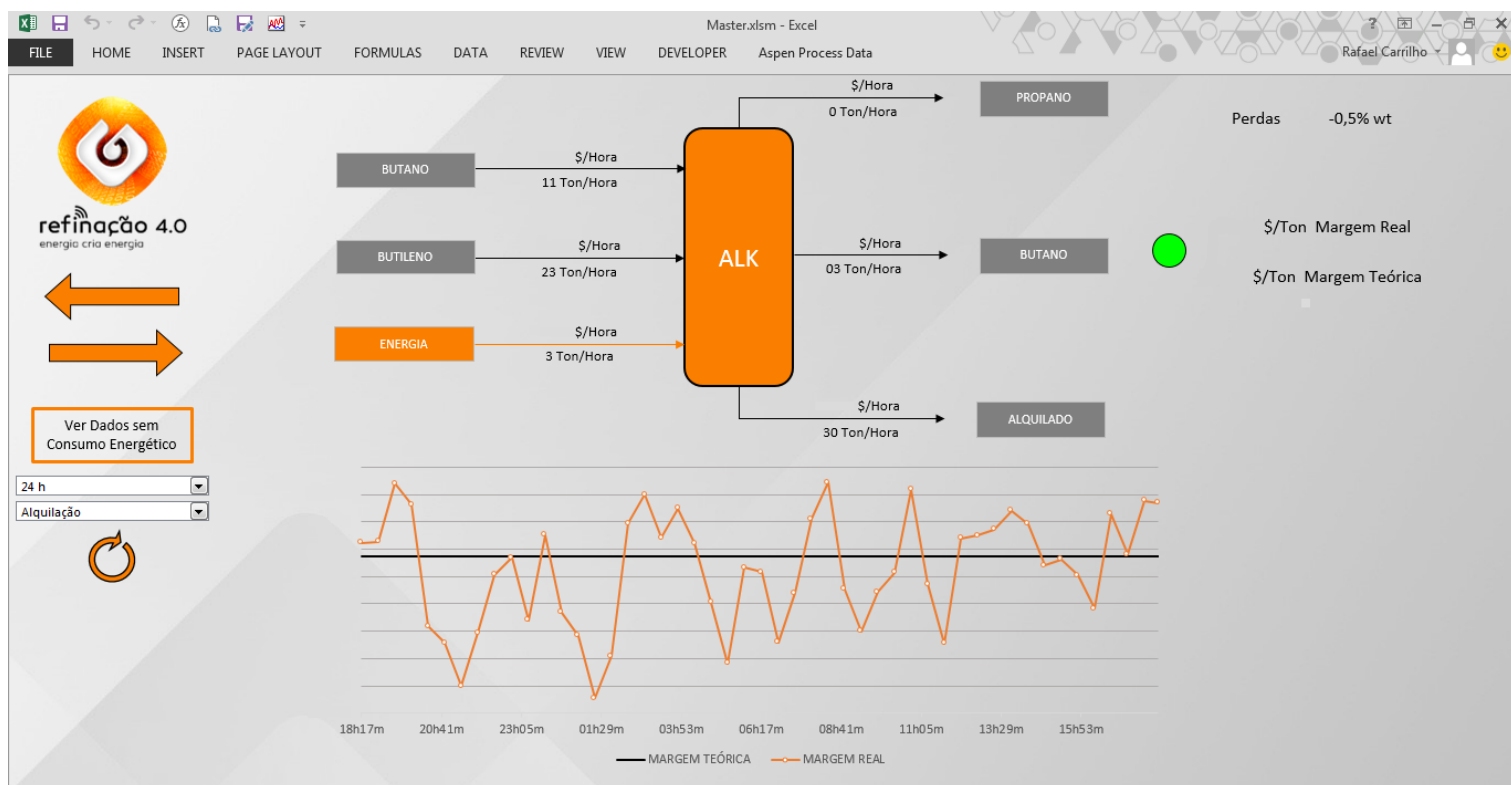 Master.xlsm - Excel
FILE HOME INSERT PAGE LAYOUT FORMULAS DATA REVIEW VIEW DEVELOPER Aspen Process Data
Rafael Carrilho
refinação 4.0
energia cria energia
Ver Dados sem
Consumo Energético
24 h
Alquilação
BUTANO
$/Hora
11 Ton/Hora
BUTILENO
$/Hora
23 Ton/Hora
ENERGIA
$/Hora
3 Ton/Hora
ALK
$/Hora
0 Ton/Hora
PROPANO
$/Hora
03 Ton/Hora
BUTANO
$/Hora
30 Ton/Hora
ALQUILADO
Perdas -0,5% wt
$/Ton Margem Real
$/Ton Margem Teórica
18h17m 20h41m 23h05m 01h29m 03h53m 06h17m 08h41m 11h05m 13h29m 15h53m
MARGEM TEÓRICA MARGEM REAL